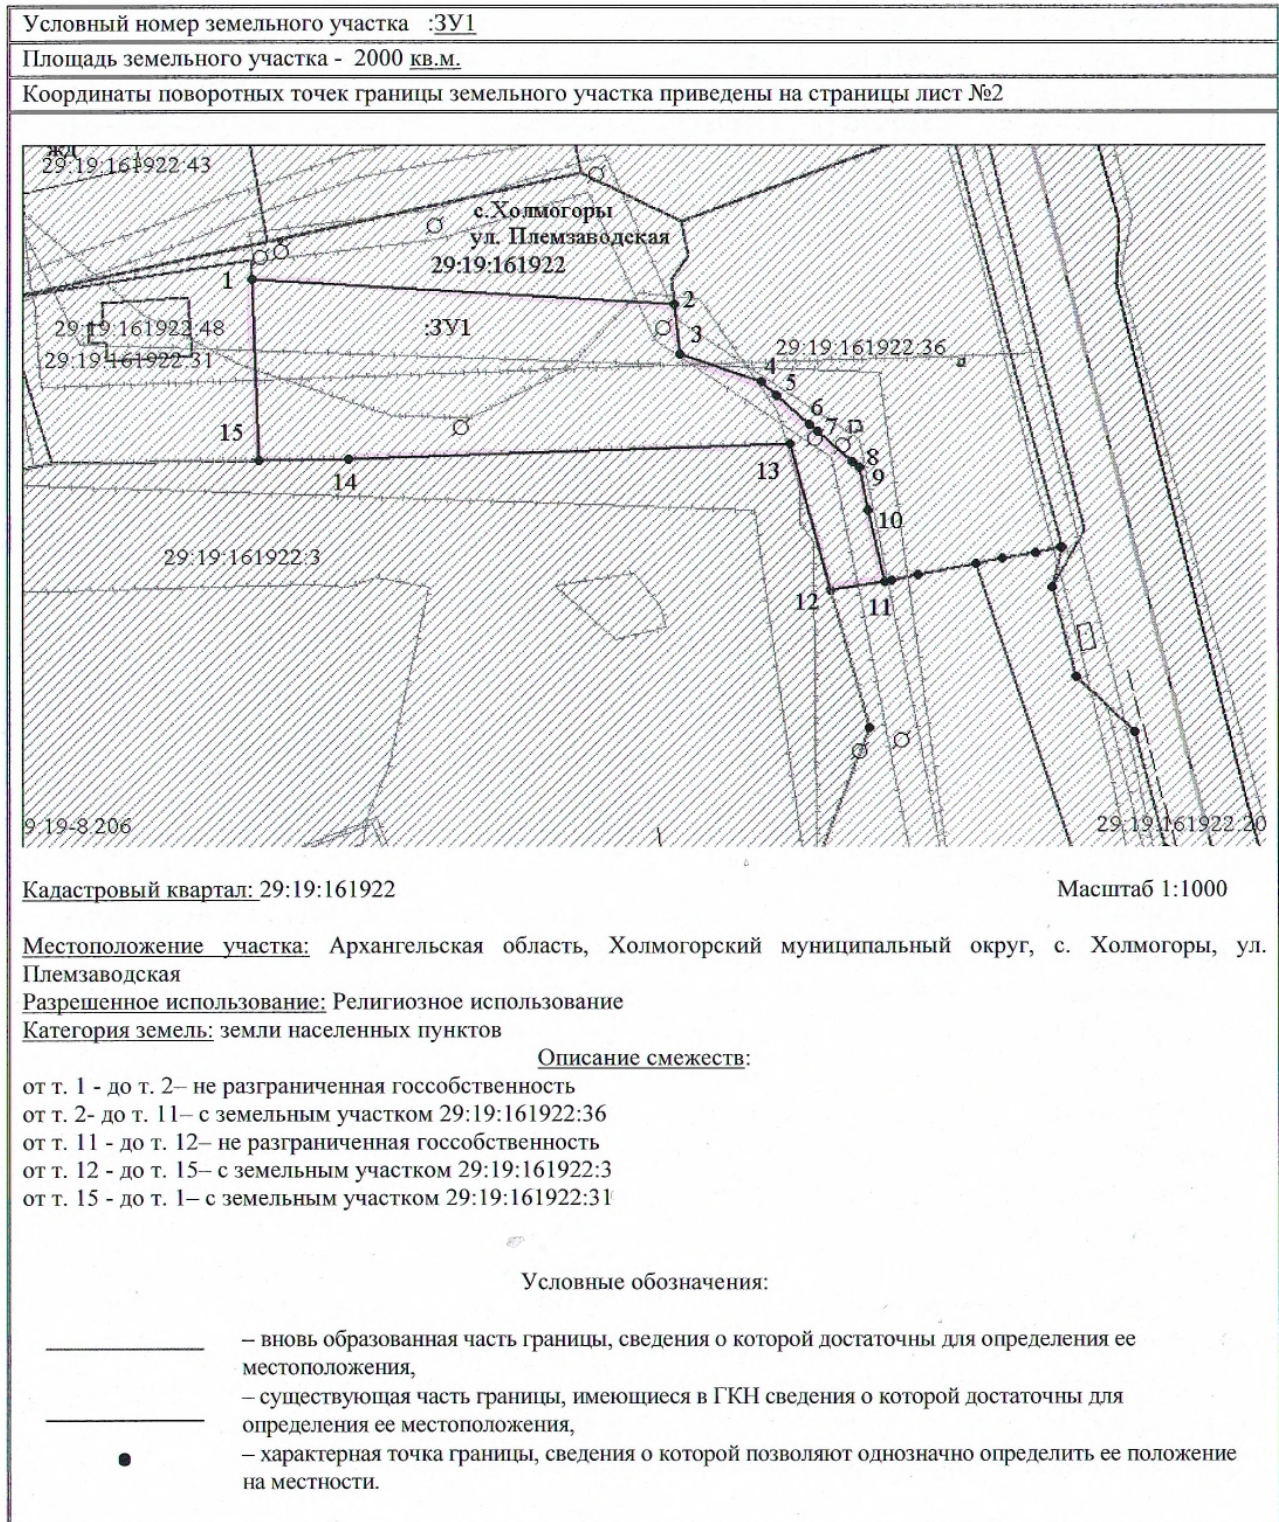 Условный номер земельного участка :ЗУ1
Площадь земельного участка - 2000 кв.м.
Координаты поворотных точек границы земельного участка приведены на страницы лист №2
жд
29:19:161922:43
с.Холмогоры
ул. Племзаводская
29:19:161922
1
2
29:19:161922:48
:ЗУ1
3
29:19:161922:36
29:19:161922:31
4
5
6
7
15
8
13
9
14
10
29:19:161922:3
12
11
9:19-8.206
29:19:161922:20
Кадастровый квартал: 29:19:161922
Масштаб 1:1000
Местоположение участка: Архангельская область, Холмогорский муниципальный округ, с. Холмогоры, ул.
Племзаводская
Разрешенное использование: Религиозное использование
Категория земель: земли населенных пунктов
Описание смежеств:
от т. 1 - до т. 2– не разграниченная госсобственность
от т. 2- до т. 11– с земельным участком 29:19:161922:36
от т. 11 - до т. 12– не разграниченная госсобственность
от т. 12 - до т. 15– с земельным участком 29:19:161922:3
от т. 15 - до т. 1– с земельным участком 29:19:161922:31
Условные обозначения:
– вновь образованная часть границы, сведения о которой достаточны для определения ее
местоположения,
– существующая часть границы, имеющиеся в ГКН сведения о которой достаточны для
определения ее местоположения,
– характерная точка границы, сведения о которой позволяют однозначно определить ее положение
на местности.